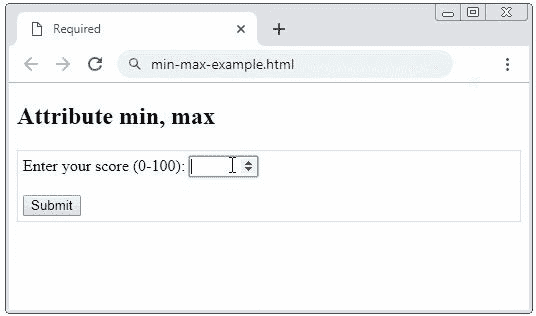 Required
min-max-example.html
Attribute min, max
Enter your score (0-100):
Submit